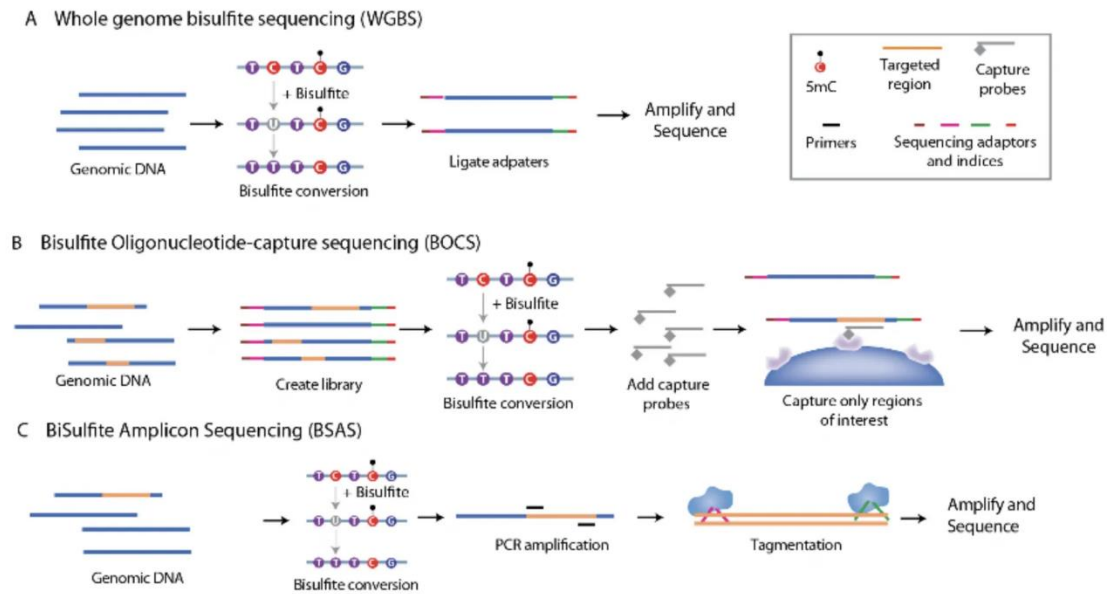 A Whole genome bisulfite sequencing (WGBS)
T C T C G
+ Bisulfite
T U T C G
T T T C G
Genomic DNA
Bisulfite conversion
Ligate adpaters
Amplify and
Sequence
5mC
Targeted
region
Capture
probes
Primers
Sequencing adaptors
and indices
B Bisulfite Oligonucleotide-capture sequencing (BOCS)
T C T C G
+ Bisulfite
T U T C G
T T T C G
Genomic DNA
Create library
Bisulfite conversion
Add capture
probes
Capture only regions
of interest
Amplify and
Sequence
C BiSulfite Amplicon Sequencing (BSAS)
T C T C G
+ Bisulfite
T U T C G
T T T C G
Genomic DNA
Bisulfite conversion
PCR amplification
Tagmentation
Amplify and
Sequence